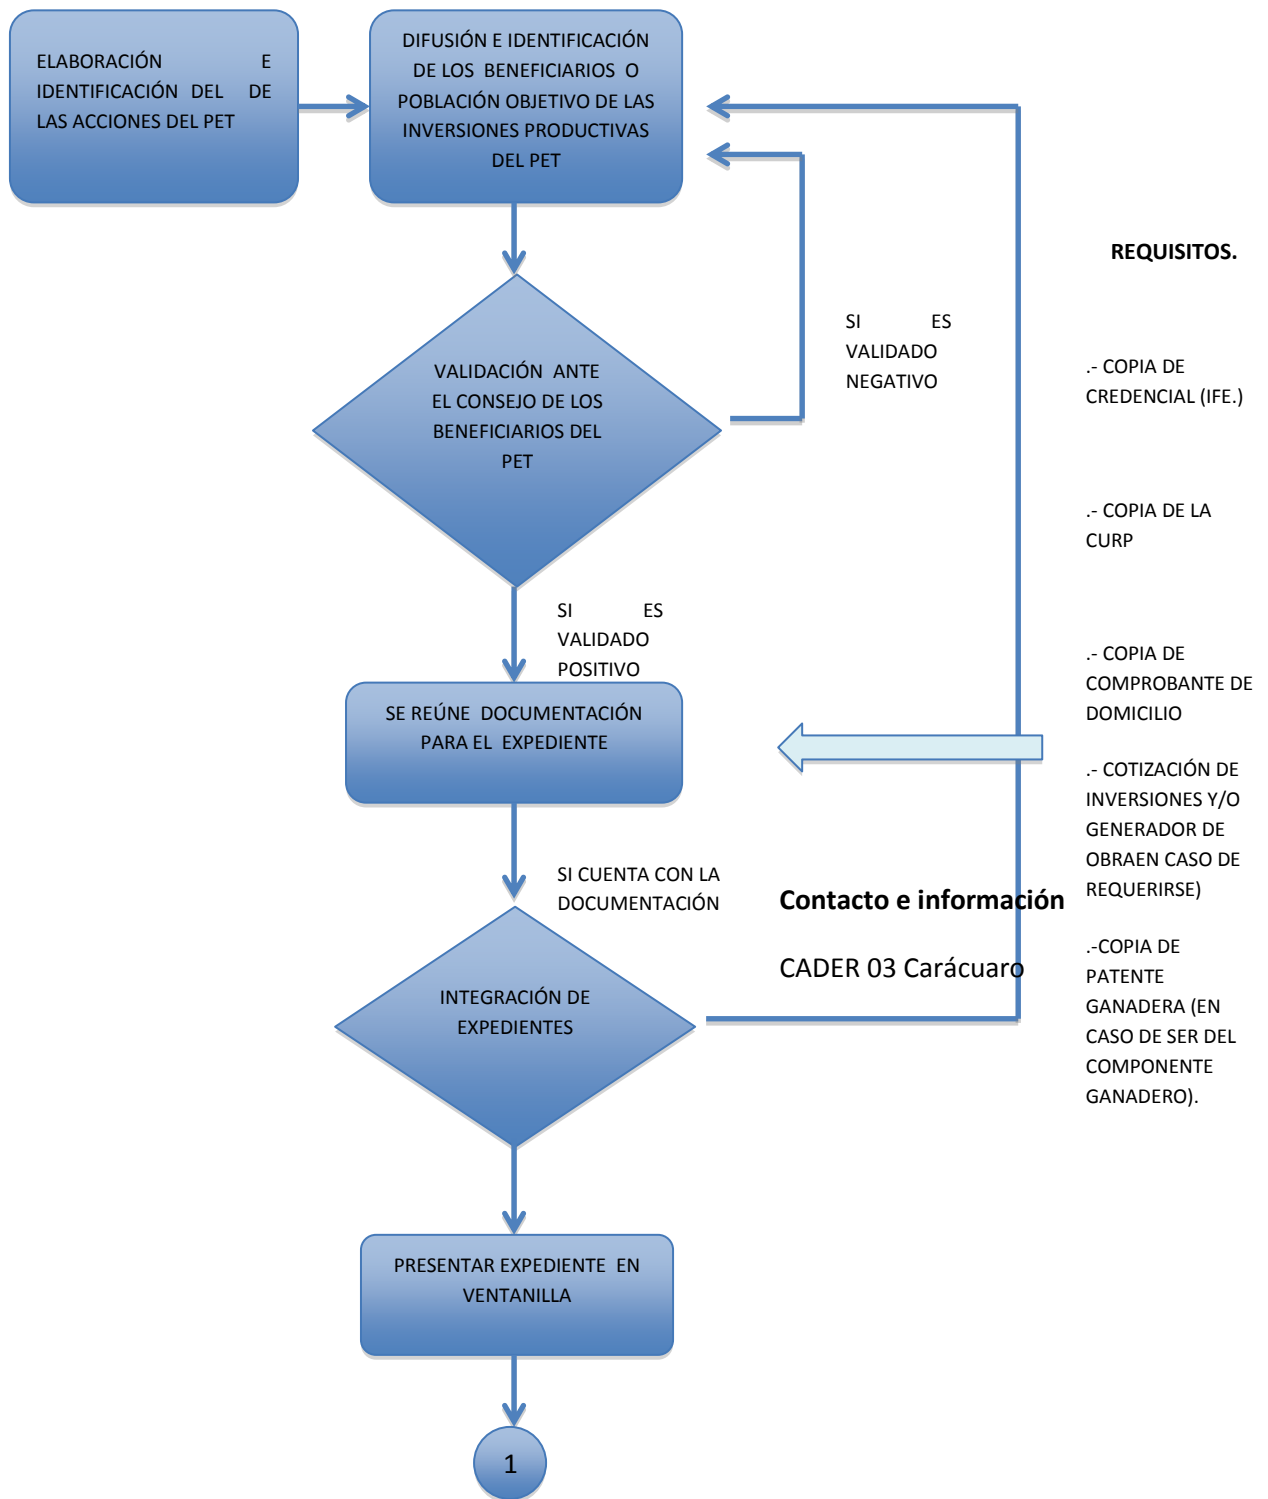 ELABORACIÓN E
IDENTIFICACIÓN DEL DE
LAS ACCIONES DEL PET
DIFUSIÓN E IDENTIFICACIÓN
DE LOS BENEFICIARIOS O
POBLACIÓN OBJETIVO DE LAS
INVERSIONES PRODUCTIVAS
DEL PET
VALIDACIÓN ANTE
EL CONSEJO DE LOS
BENEFICIARIOS DEL
PET
SI ES
VALIDADO
NEGATIVO
SI ES
VALIDADO
POSITIVO
SE REÚNE DOCUMENTACIÓN
PARA EL EXPEDIENTE
SI CUENTA CON LA
DOCUMENTACIÓN
INTEGRACIÓN DE
EXPEDIENTES
PRESENTAR EXPEDIENTE EN
VENTANILLA
1
Contacto e información
CADER 03 Carácuaro
REQUISITOS.
.- COPIA DE
CREDENCIAL (IFE.)
.- COPIA DE LA
CURP
.- COPIA DE
COMPROBANTE DE
DOMICILIO
.- COTIZACIÓN DE
INVERSIONES Y/O
GENERADOR DE
OBRAEN CASO DE
REQUERIRSE)
.-COPIA DE
PATENTE
GANADERA (EN
CASO DE SER DEL
COMPONENTE
GANADERO).